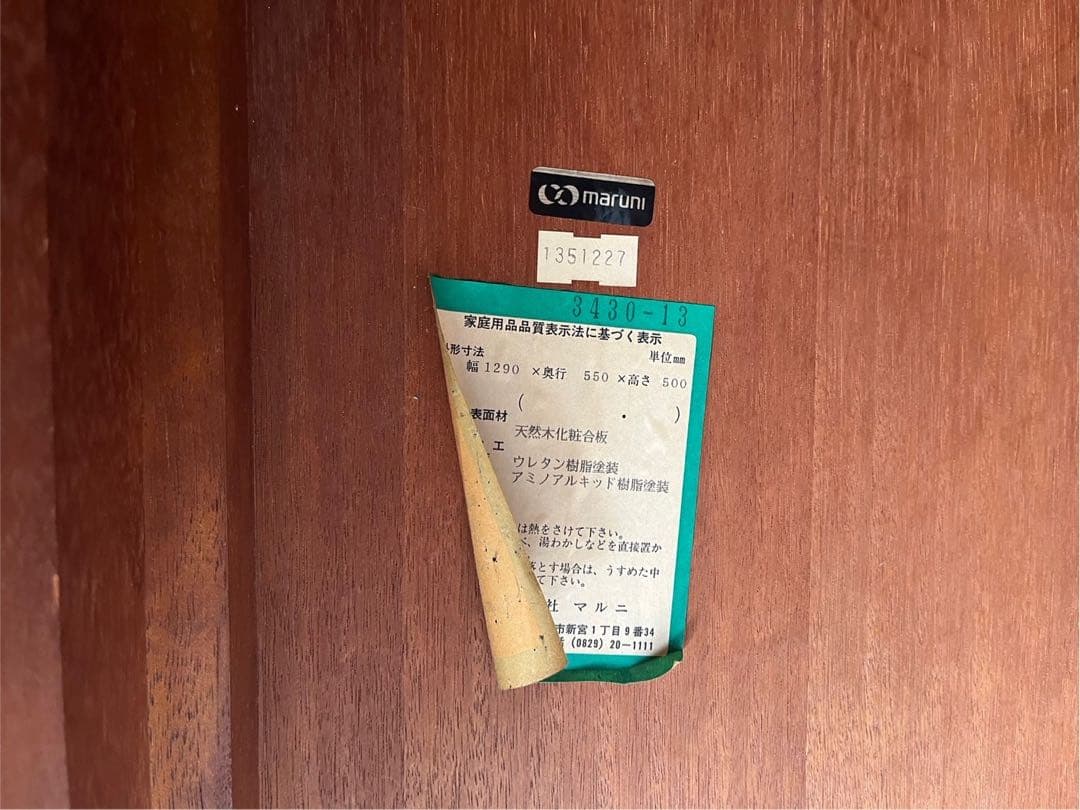 maruni
1351227
3430-13
家庭用品品質表示法に基づく表示
形寸法 単位mm
幅 1290 ×奥行 550 ×高さ 500
( ・ )
表面材
天然木化粧合板
工
ウレタン樹脂塗装
アミノアルキッド樹脂塗装
は熱をさけて下さい。
、湯わかしなどを直接置か
落とす場合は、うすめた中
て下さい。
社 マルニ
市新宮1丁目9番34
(0829) 20-1111